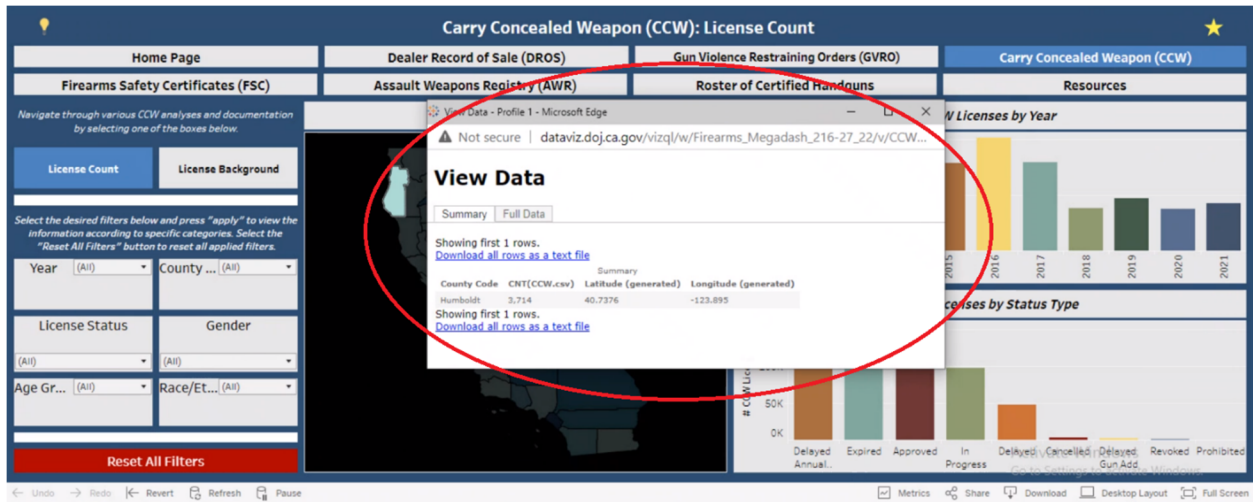 Carry Concealed Weapon (CCW): License Count
Home Page
Dealer Record of Sale (DROS)
Gun Violence Restraining Orders (GVRO)
Carry Concealed Weapon (CCW)
Firearms Safety Certificates (FSC)
Assault Weapons Registry (AWR)
Roster of Certified Handguns
Resources
Navigate through various CCW analyses and documentation
by selecting one of the boxes below.
License Count
License Background
Select the desired filters below and press "apply" to view the
information according to specific categories. Select the
"Reset All Filters" button to reset all applied filters.
Year (All)
County ... (All)
License Status
(All)
Gender
(All)
Age Gr... (All)
Race/Et... (All)
Reset All Filters
View Data - Profile 1 - Microsoft Edge
Not secure | dataviz.doj.ca.gov/vizql/w/Firearms_Megadash_216-27_22/v/CCW...
View Data
Summary
Full Data
Showing first 1 rows.
Download all rows as a text file
Summary
County Code CNT(CCW.csv) Latitude (generated) Longitude (generated)
Humboldt 3,714 40.7376 -123.895
Showing first 1 rows.
Download all rows as a text file
Licenses by Year
2015 2016 2017 2018 2019 2020 2021
Licenses by Status Type
50K
0K
Delayed
Annual..
Expired
Approved
In
Progress
Delayed
Cancelled
Delayed
Gun Add.
Revoked
Prohibited
Activate Windows
Go to Settings to activate Windows.
Undo Redo Revert Refresh Pause
Metrics Share Download Desktop Layout Full Screen